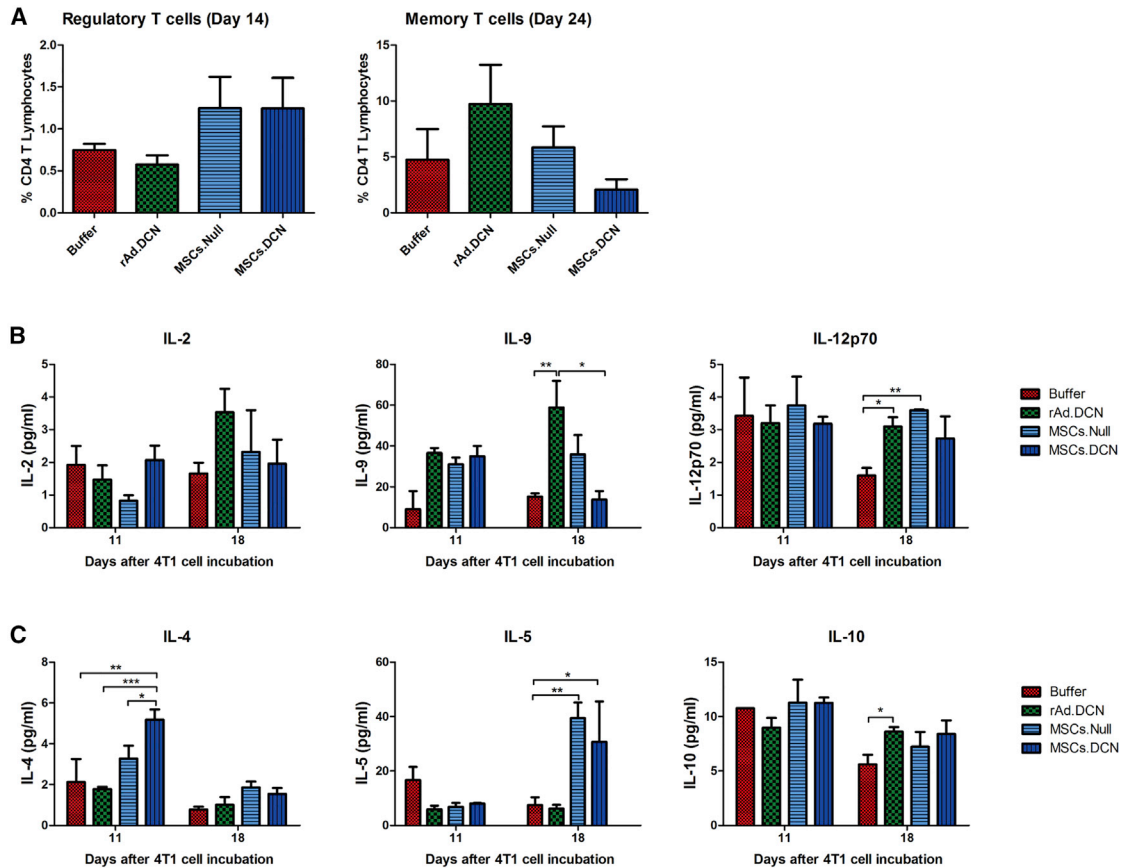 A
Regulatory T cells (Day 14)
% CD4 T Lymphocytes
2.0
1.5
1.0
0.5
0.0
Buffer
rAd.DCN
MSCs.Null
MSCs.DCN
Memory T cells (Day 24)
% CD4 T Lymphocytes
15
10
5
0
Buffer
rAd.DCN
MSCs.Null
MSCs.DCN
B
IL-2
IL-2 (pg/ml)
5
4
3
2
1
0
11 18
Days after 4T1 cell incubation
IL-9
IL-9 (pg/ml)
80
60
40
20
0
** *
11 18
Days after 4T1 cell incubation
IL-12p70
IL-12p70 (pg/ml)
5
4
3
2
1
0
**
*
11 18
Days after 4T1 cell incubation
Buffer
rAd.DCN
MSCs.Null
MSCs.DCN
C
IL-4
IL-4 (pg/ml)
8
6
4
2
0
**
***
*
11 18
Days after 4T1 cell incubation
IL-5
IL-5 (pg/ml)
60
40
20
0
*
**
11 18
Days after 4T1 cell incubation
IL-10
IL-10 (pg/ml)
15
10
5
0
*
11 18
Days after 4T1 cell incubation
Buffer
rAd.DCN
MSCs.Null
MSCs.DCN